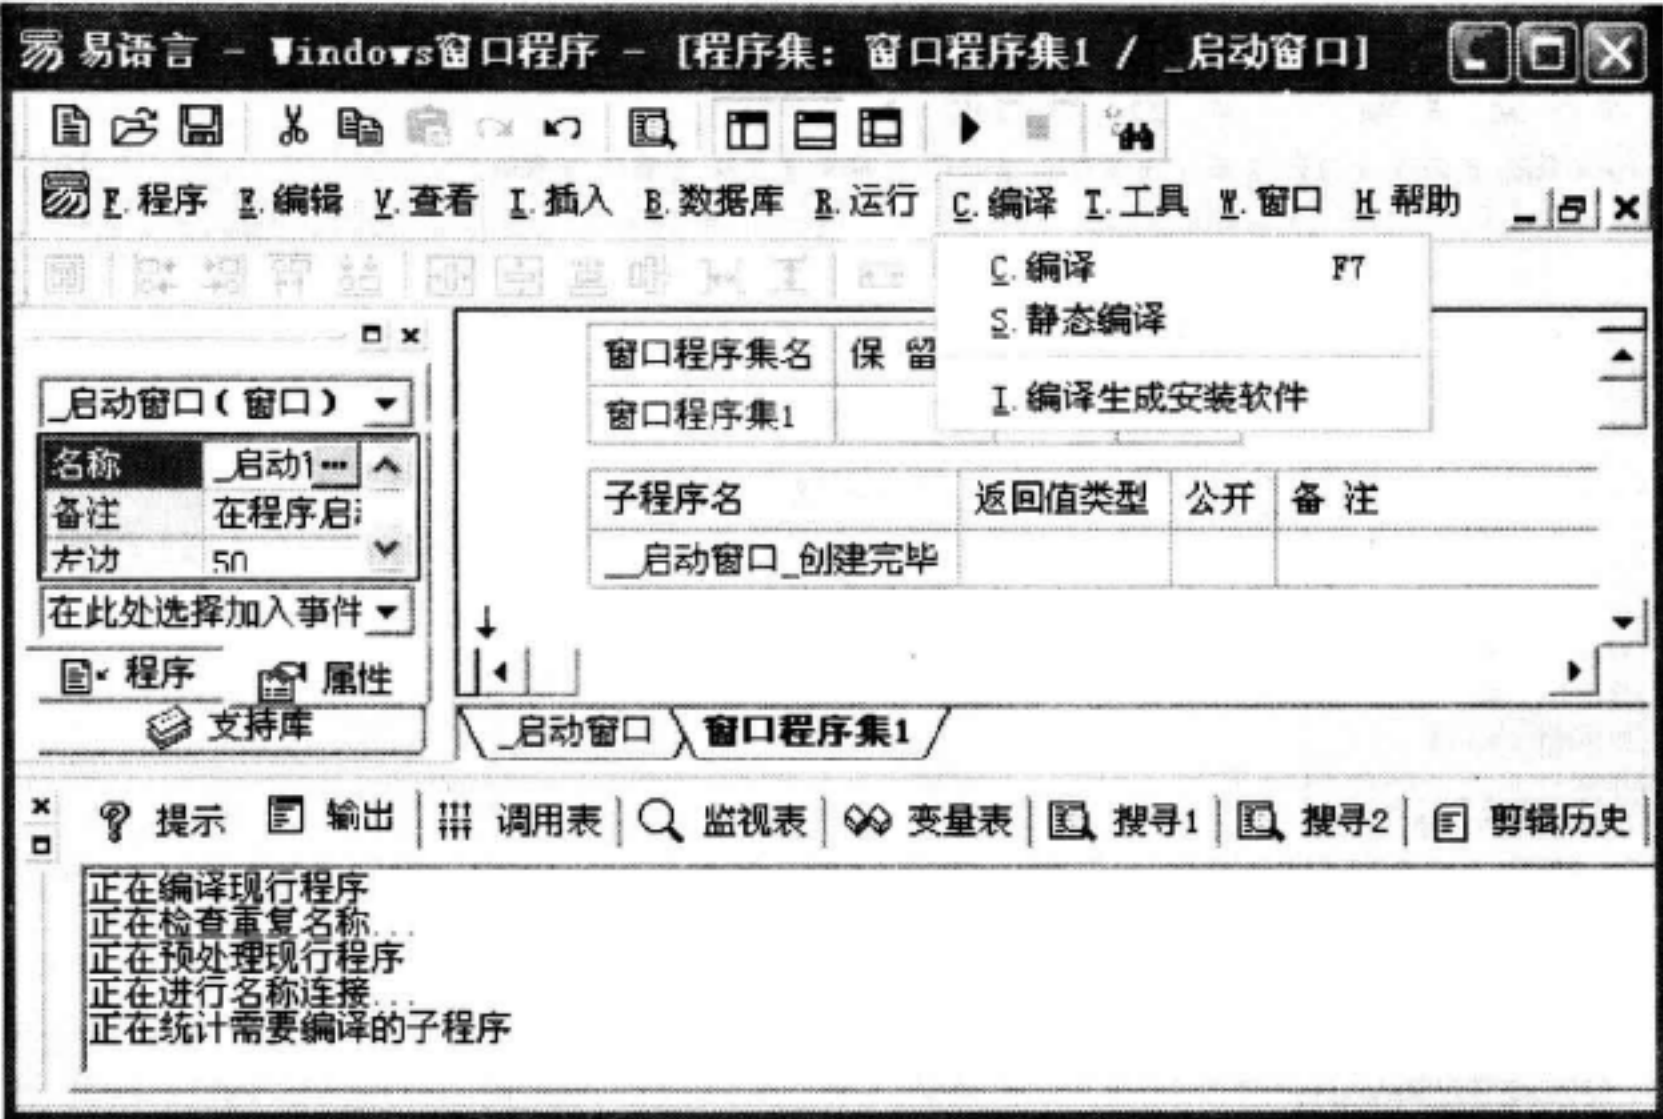 易 易语言 - Windows窗口程序 - [程序集: 窗口程序集1 / _启动窗口]
F.程序 E.编辑 V.查看 I.插入 B.数据库 R.运行 C.编译 T.工具 W.窗口 H.帮助
C.编译 F7
S.静态编译
I.编译生成安装软件
_启动窗口(窗口)
名称 _启动
备注 在程序启
左边 50
在此处选择加入事件
程序 属性
支持库
窗口程序集名 保 留
窗口程序集1
子程序名 返回值类型 公开 备 注
__启动窗口_创建完毕
_启动窗口 窗口程序集1
提示 输出 调用表 监视表 变量表 搜寻1 搜寻2 剪辑历史
正在编译现行程序
正在检查重复名称...
正在预处理现行程序
正在进行名称连接...
正在统计需要编译的子程序